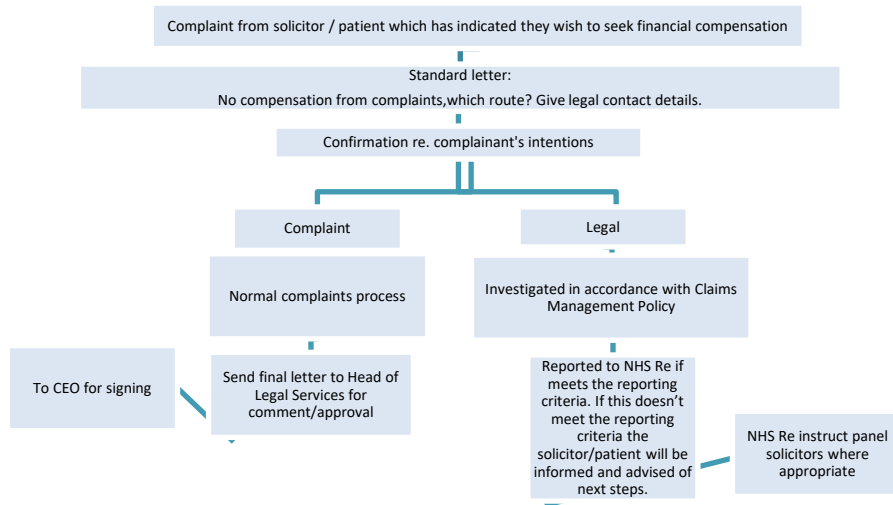 Complaint from solicitor / patient which has indicated they wish to seek financial compensation
Standard letter:
No compensation from complaints,which route? Give legal contact details.
Confirmation re. complainant's intentions
Complaint
Legal
Normal complaints process
Investigated in accordance with Claims
Management Policy
To CEO for signing
Send final letter to Head of
Legal Services for
comment/approval
Reported to NHS Re if
meets the reporting
criteria. If this doesn’t
meet the reporting
criteria the
solicitor/patient will be
informed and advised of
next steps.
NHS Re instruct panel
solicitors where
appropriate